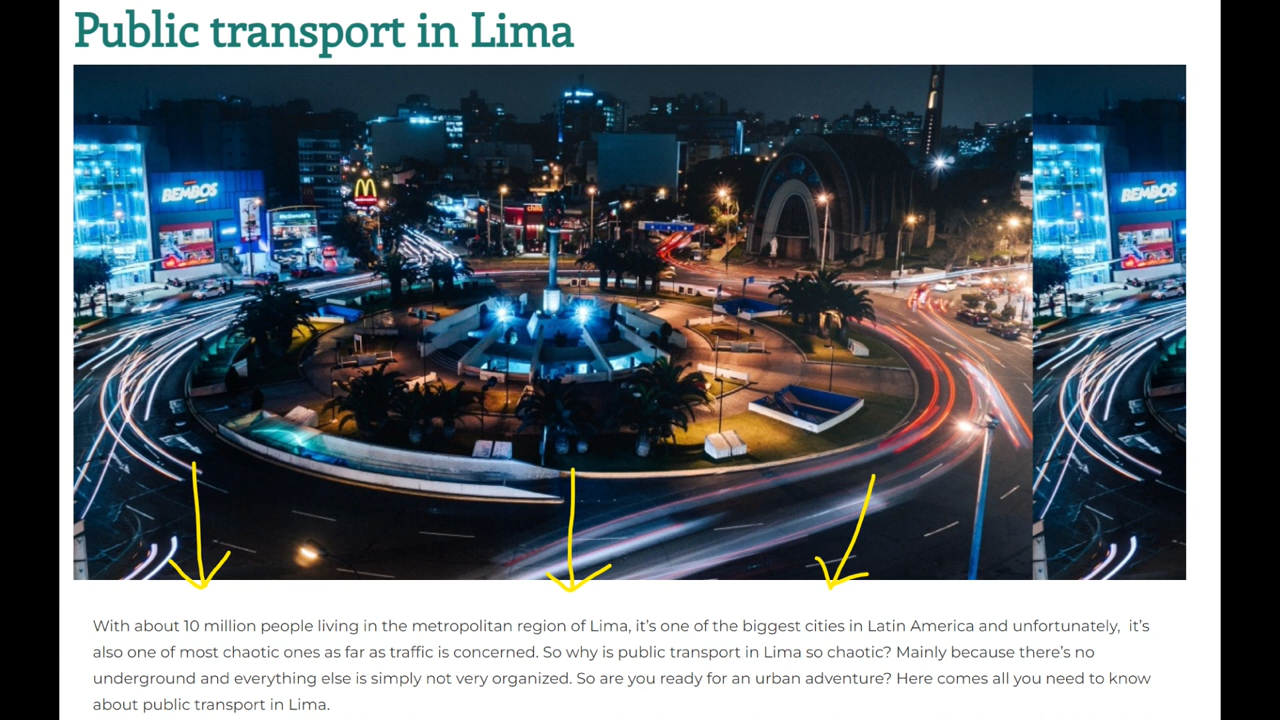 Public transport in Lima
BEMBOS
McDonald's
BEMBOS
With about 10 million people living in the metropolitan region of Lima, it's one of the biggest cities in Latin America and unfortunately,  it's
also one of most chaotic ones as far as traffic is concerned. So why is public transport in Lima so chaotic? Mainly because there's no
underground and everything else is simply not very organized. So are you ready for an urban adventure? Here comes all you need to know
about public transport in Lima.